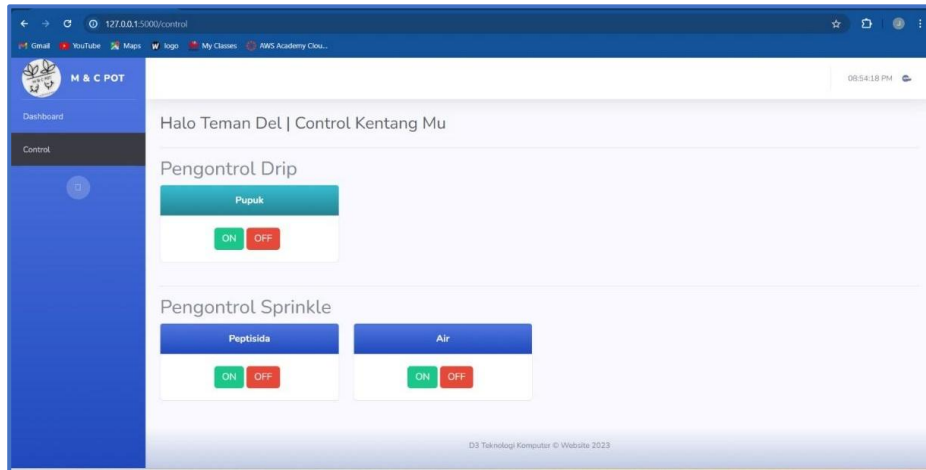 127.0.0.1:5000/control
Gmail YouTube Maps logo My Classes AWS Academy Clou...
M & C POT
08:54:18 PM
Dashboard
Halo Teman Del | Control Kentang Mu
Control
Pengontrol Drip
Pupuk
ON OFF
Pengontrol Sprinkle
Peptisida Air
ON OFF ON OFF
D3 Teknologi Komputer © Website 2023